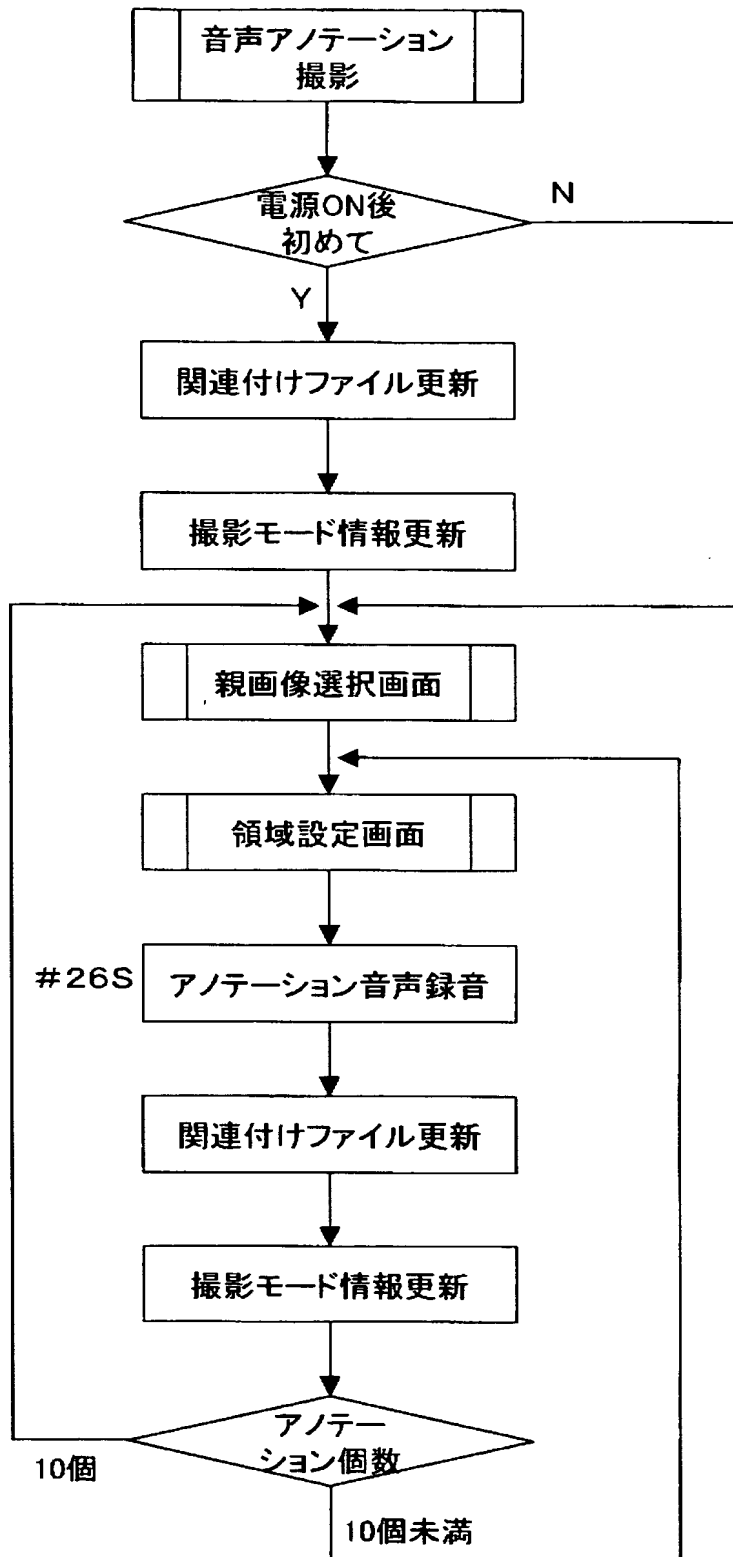 音声アノテーション
撮影
電源ON後
初めて
N
Y
関連付けファイル更新
撮影モード情報更新
親画像選択画面
領域設定画面
#26S
アノテーション音声録音
関連付けファイル更新
撮影モード情報更新
アノテー
ション個数
10個
10個未満